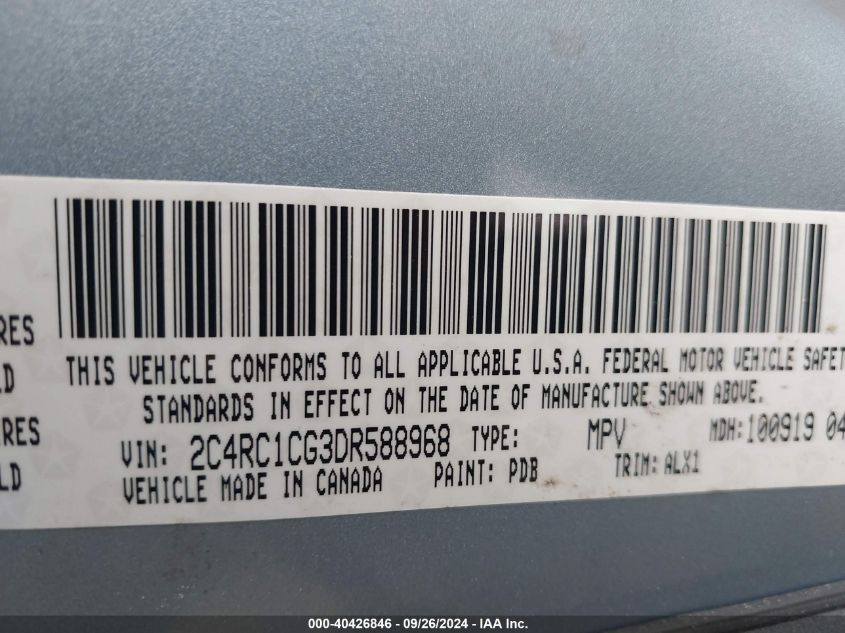 THIS VEHICLE CONFORMS TO ALL APPLICABLE U.S.A. FEDERAL MOTOR VEHICLE SAFET
STANDARDS IN EFFECT ON THE DATE OF MANUFACTURE SHOWN ABOVE.
VIN: 2C4RC1CG3DR588968 TYPE: MPV MDH:100919 04
VEHICLE MADE IN CANADA PAINT: PDB TRIM: ALX1
RES
LD
RES
LD
000-40426846 - 09/26/2024 - IAA Inc.